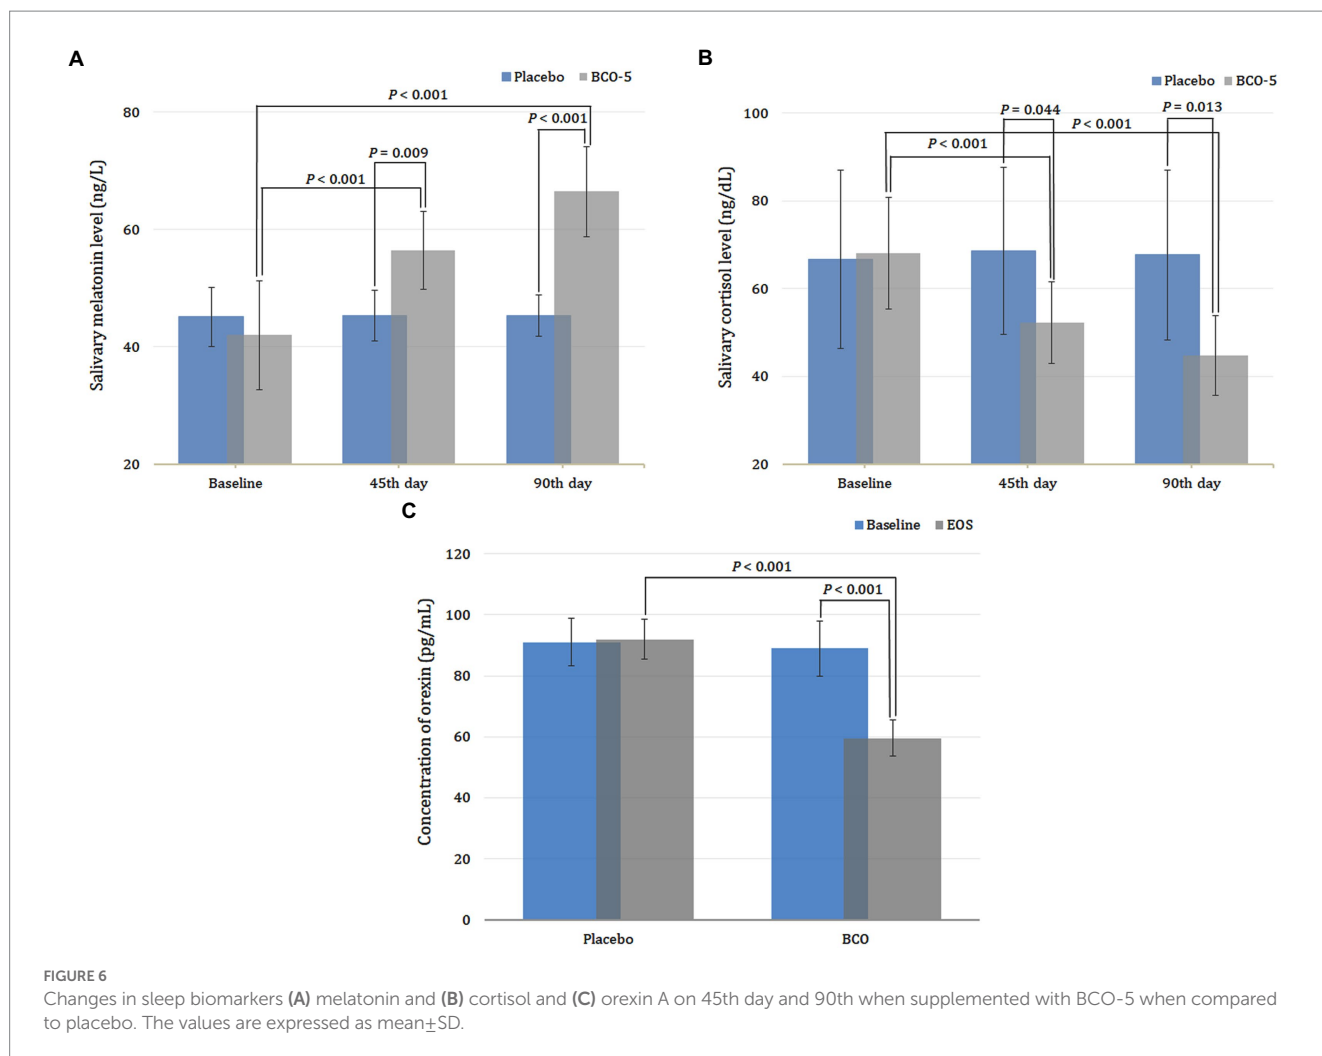 A
Placebo BCO-5
P < 0.001
80
P < 0.001
P = 0.009
P < 0.001
60
40
20
Salivary melatonin level (ng/L)
Baseline 45th day 90th day
B
Placebo BCO-5
100
P = 0.044 P = 0.013
P < 0.001
P < 0.001
80
60
40
20
Salivary cortisol level (ng/dL)
Baseline 45th day 90th day
C
Baseline EOS
120
P < 0.001
P < 0.001
100
80
60
40
20
0
Concentration of orexin (pg/mL)
Placebo BCO
FIGURE 6
Changes in sleep biomarkers (A) melatonin and (B) cortisol and (C) orexin A on 45th day and 90th when supplemented with BCO-5 when compared
to placebo. The values are expressed as mean±SD.